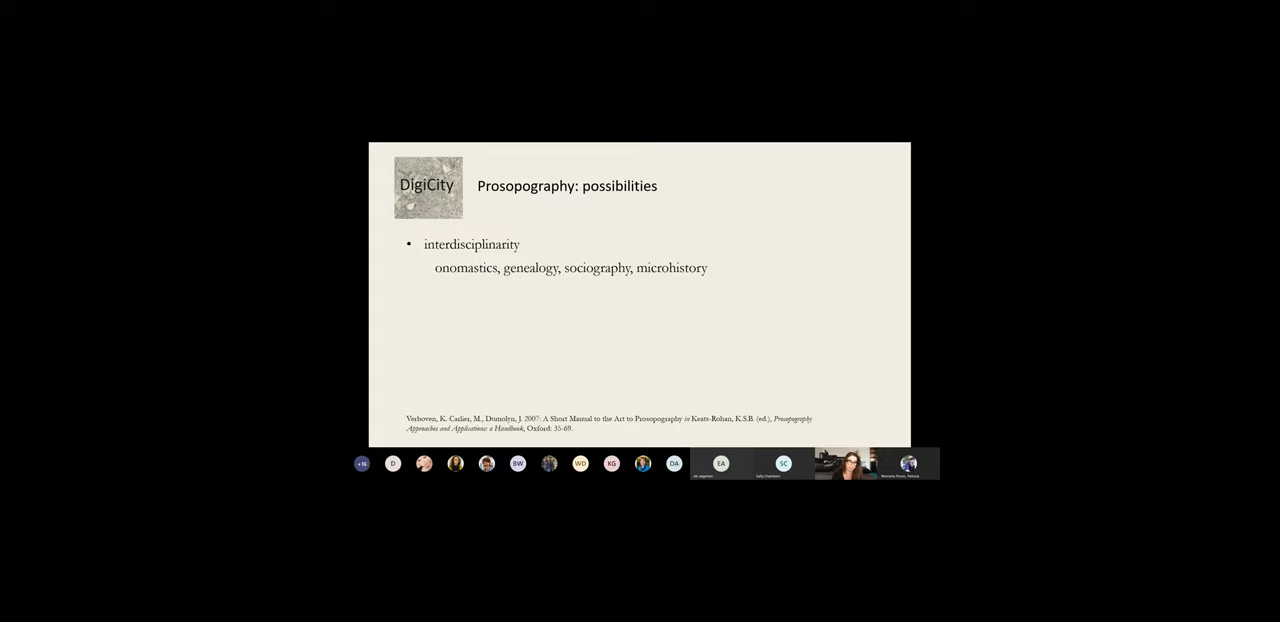 DigiCity
Prosopography: possibilities
• interdisciplinarity
onomastics, genealogy, sociography, microhistory
Verboven, K. Carlier, M., Dumolyn, J. 2007: A Short Manual to the Art to Prosopography in Keats-Rohan, K.S.B. (ed.), Prosopography
Approaches and Applications: a Handbook, Oxford: 35-69.
+16 D BW WD KG DA EA SC
Sally Chambers